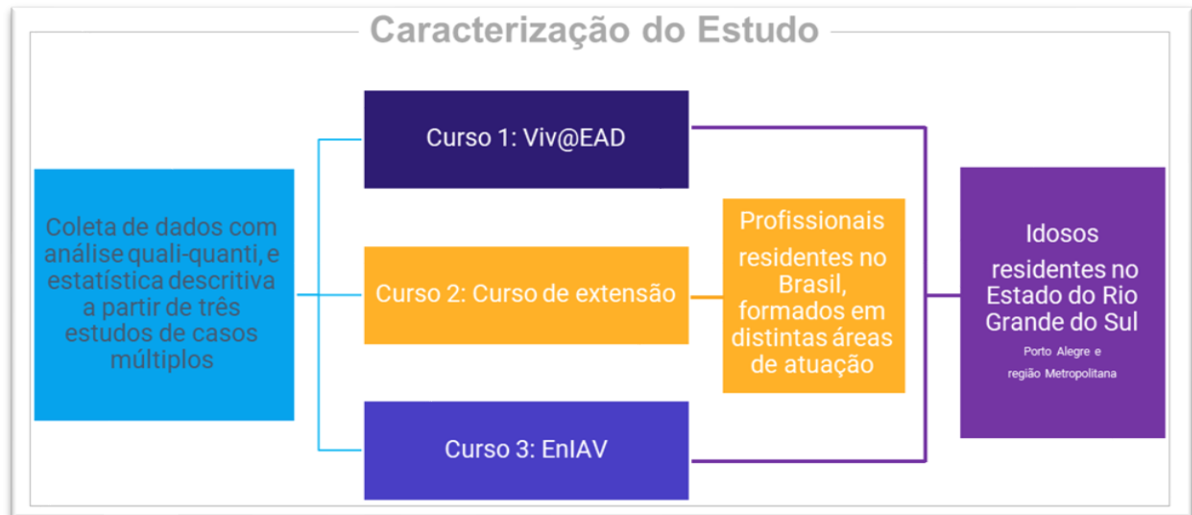 Caracterização do Estudo
Coleta de dados com
análise quali-quanti, e
estatística descritiva
a partir de três
estudos de casos
múltiplos
Curso 1: Viv@EAD
Curso 2: Curso de extensão
Curso 3: EnIAV
Profissionais
residentes no
Brasil,
formados em
distintas áreas
de atuação
Idosos
residentes no
Estado do Rio
Grande do Sul
Porto Alegre e
região Metropolitana